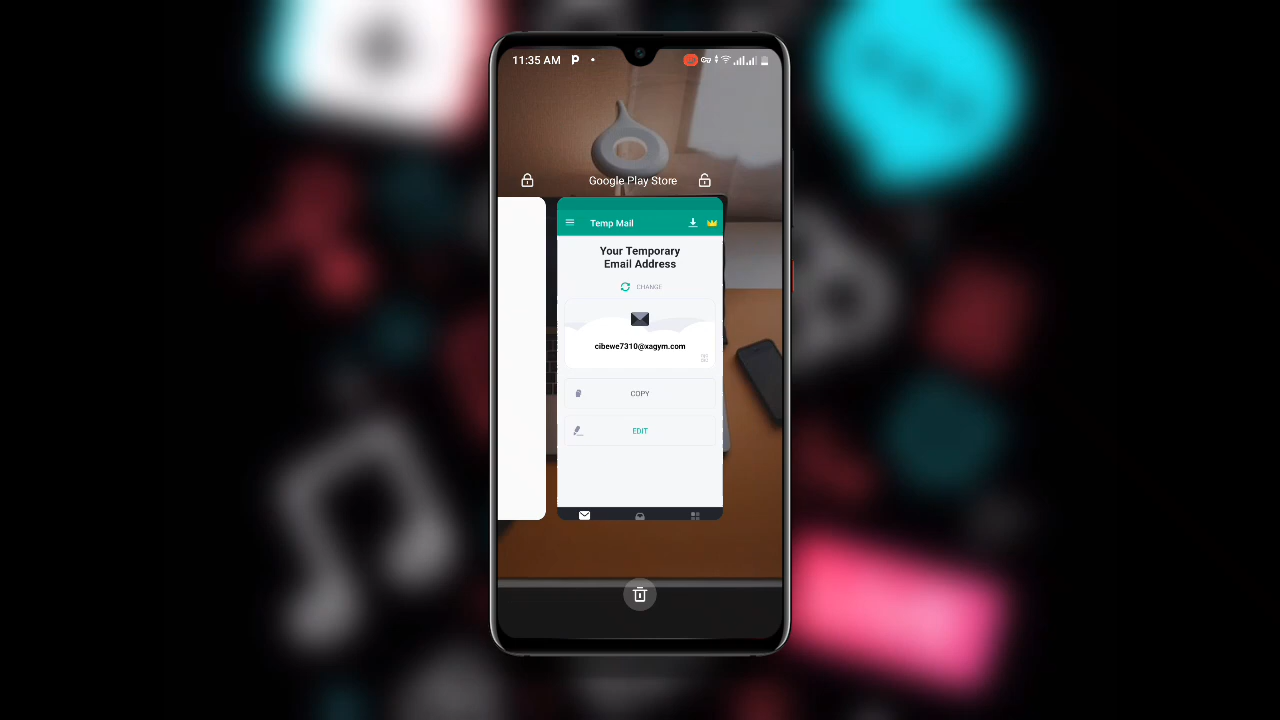 11:35 AM
Google Play Store
Temp Mail
Your Temporary
Email Address
CHANGE
cibewe7310@xagym.com
COPY
EDIT